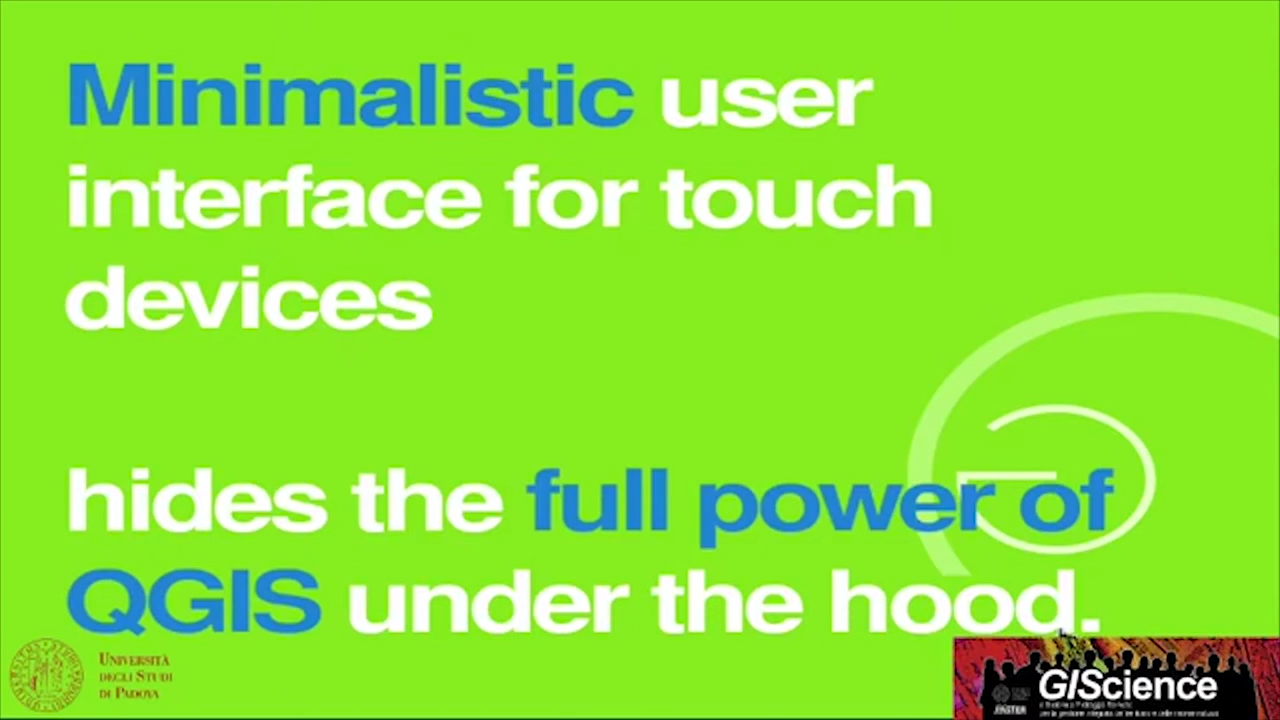 Minimalistic user
interface for touch
devices
hides the full power of
QGIS under the hood.
UNIVERSITÀ
DEGLI STUDI
DI PADOVA
GIScience
MASTER